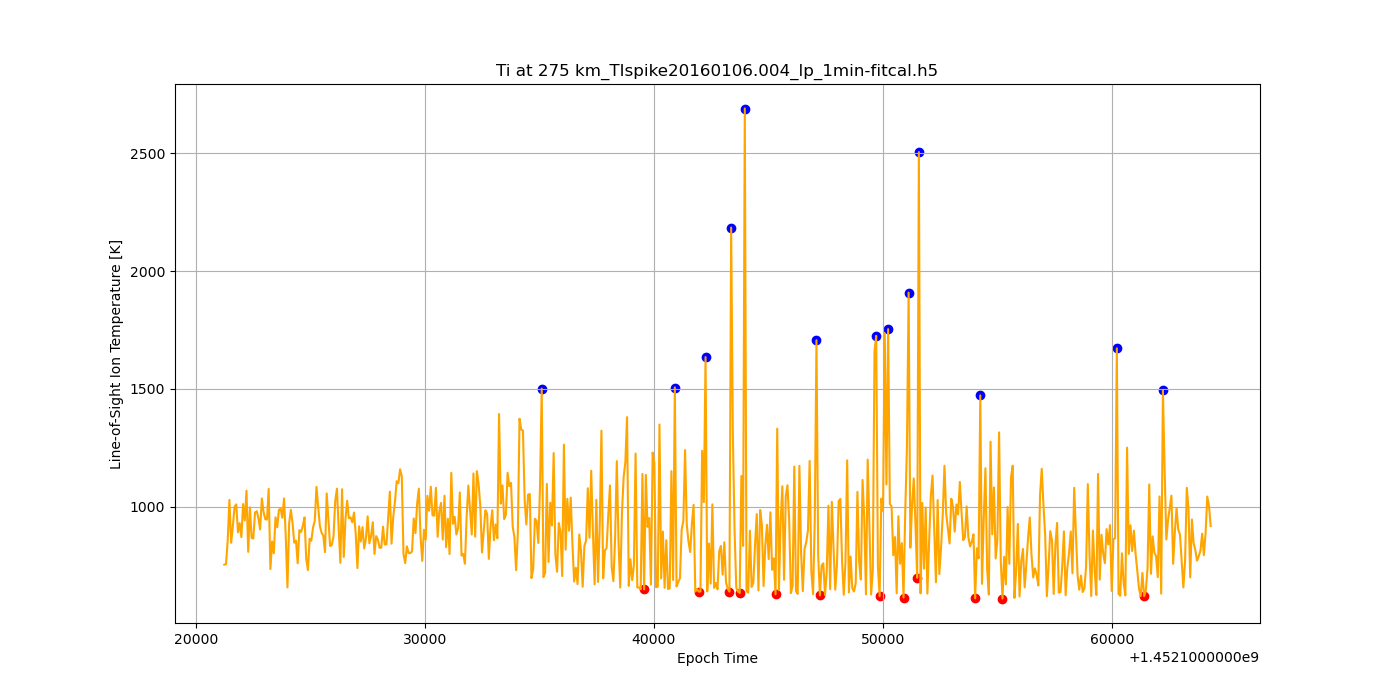 Ti at 275 km_TIspike20160106.004_lp_1min-fitcal.h5
Line-of-Sight Ion Temperature [K]
2500
2000
1500
1000
20000
30000
40000
50000
60000
Epoch Time
+1.4521000000e9